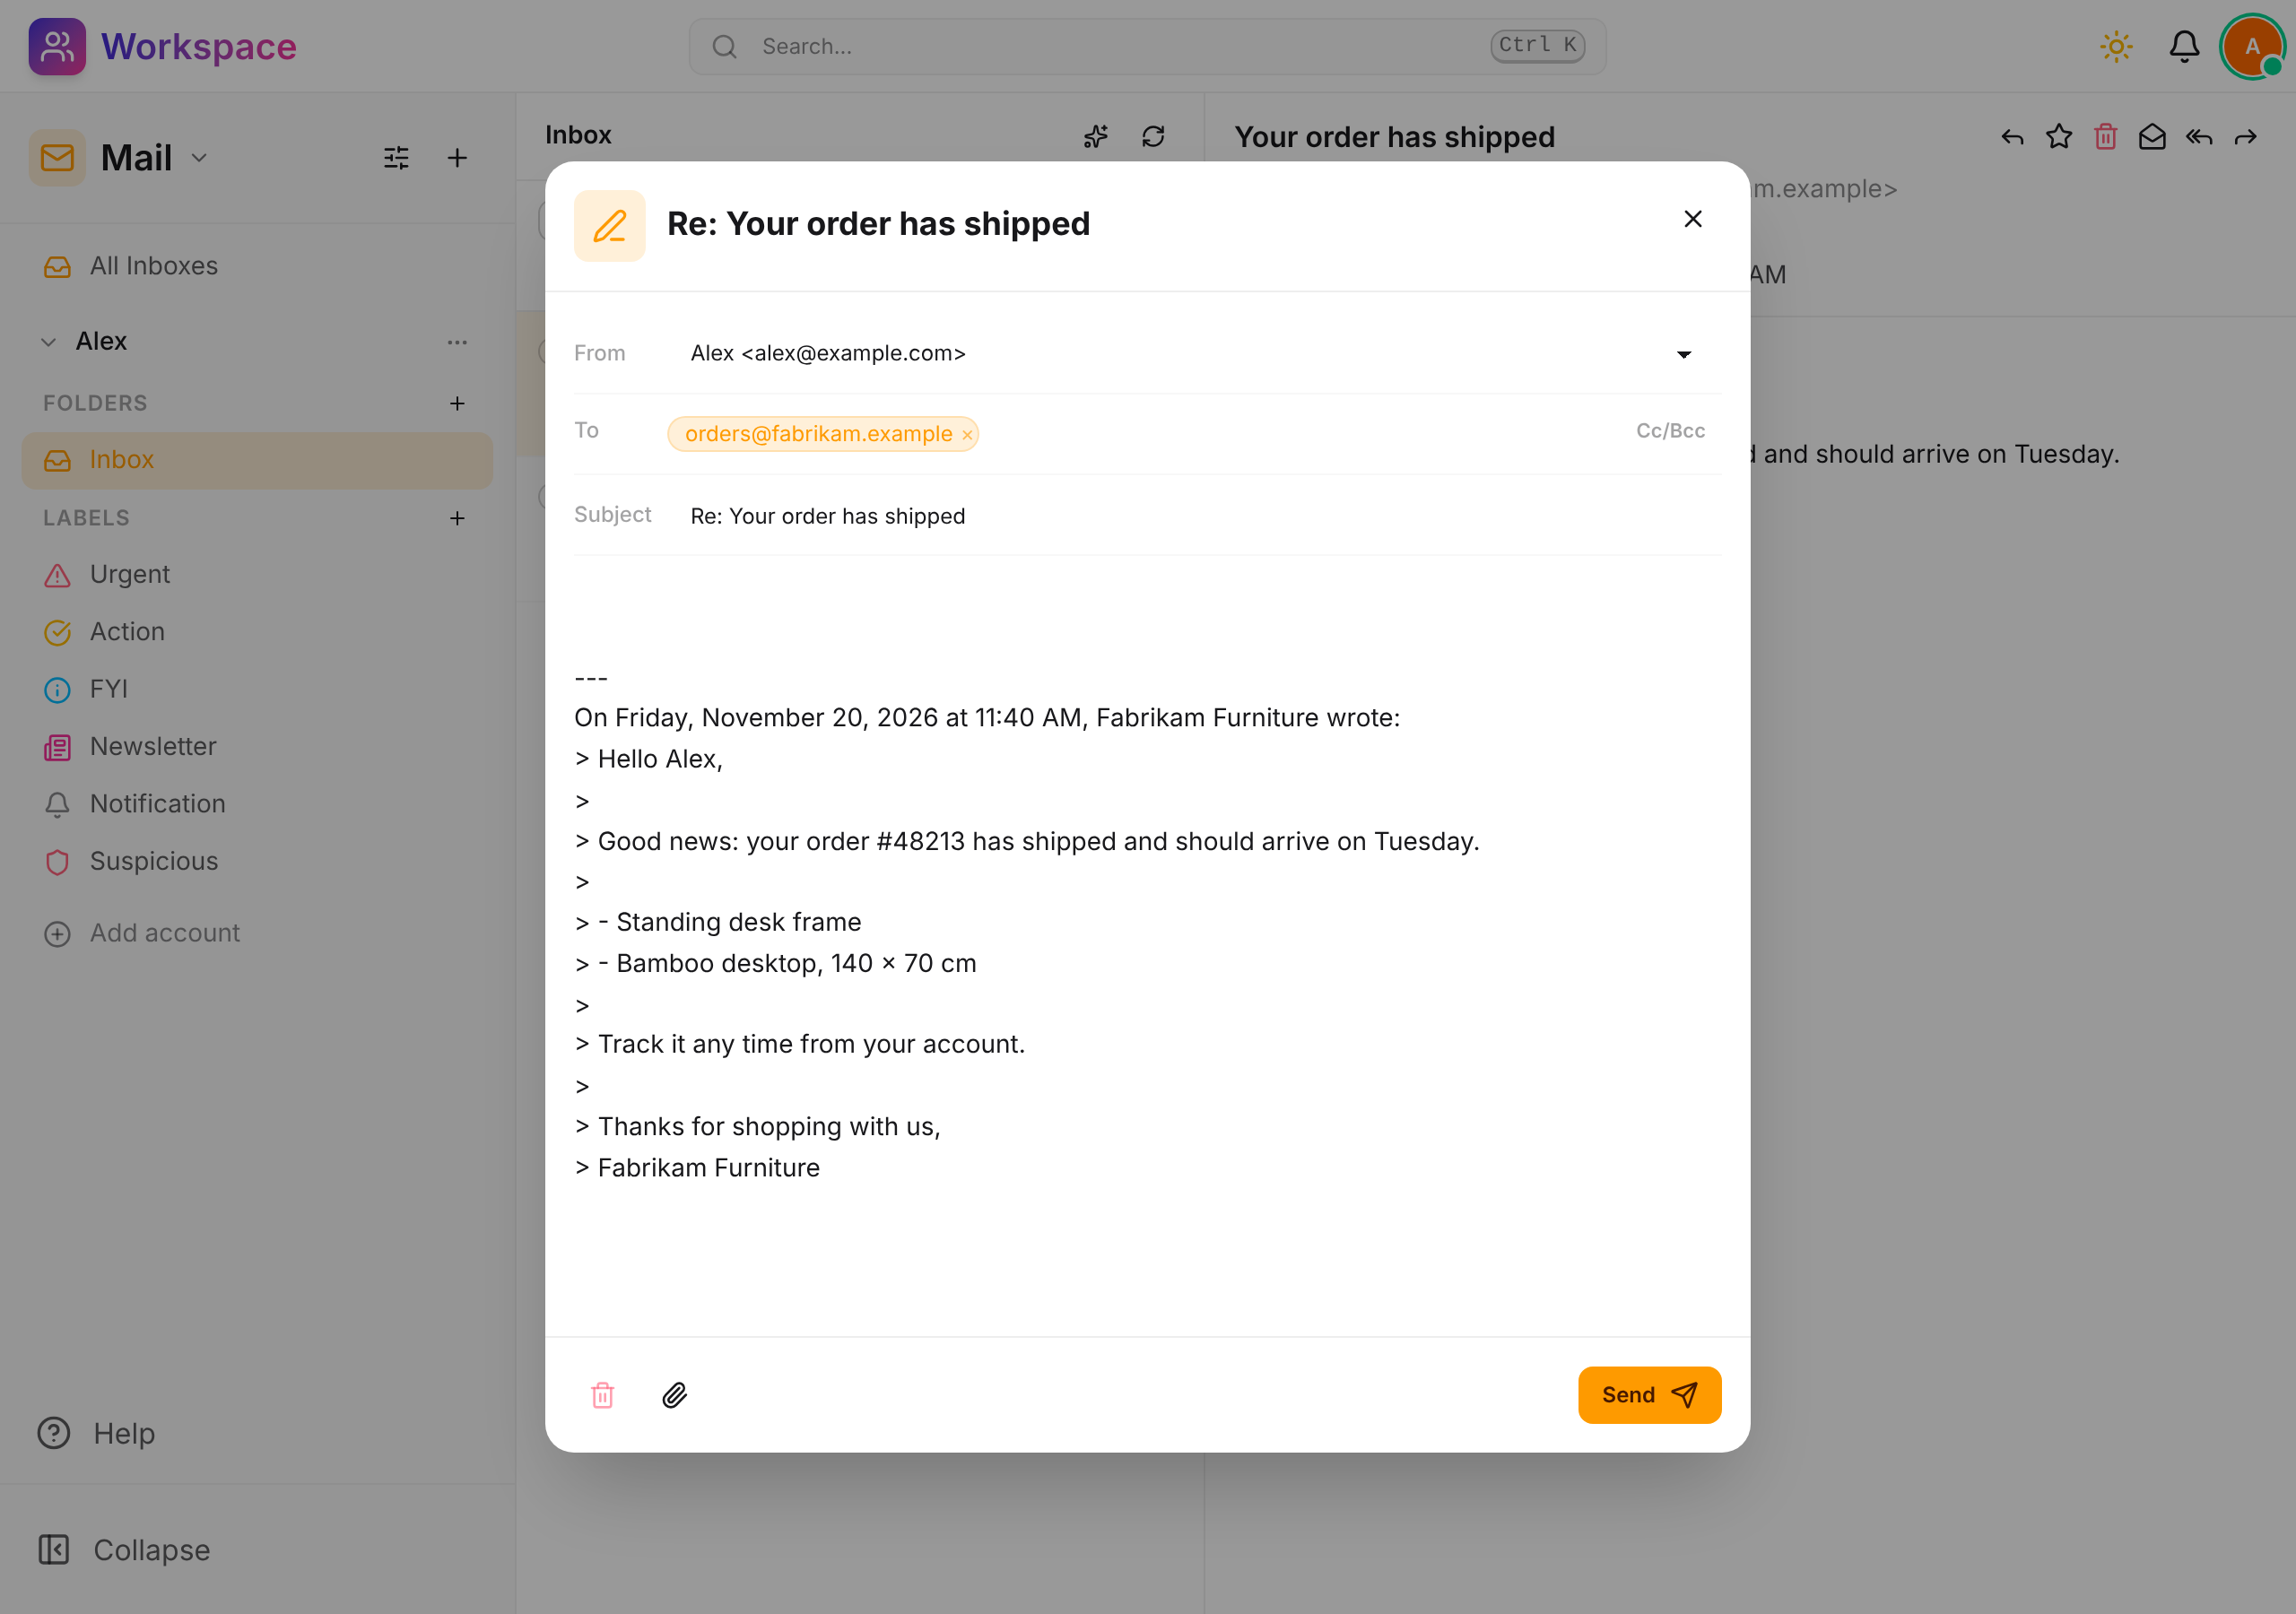 Workspace
Search...
Ctrl K
A
Mail
Inbox
Your order has shipped
m.example>
All Inboxes
AM
Alex
FOLDERS
Inbox
d and should arrive on Tuesday.
LABELS
Urgent
Action
FYI
Newsletter
Notification
Suspicious
Add account
Help
Collapse
Re: Your order has shipped
From Alex <alex@example.com>
To orders@fabrikam.example × Cc/Bcc
Subject Re: Your order has shipped
---
On Friday, November 20, 2026 at 11:40 AM, Fabrikam Furniture wrote:
> Hello Alex,
>
> Good news: your order #48213 has shipped and should arrive on Tuesday.
>
> - Standing desk frame
> - Bamboo desktop, 140 × 70 cm
>
> Track it any time from your account.
>
> Thanks for shopping with us,
> Fabrikam Furniture
Send